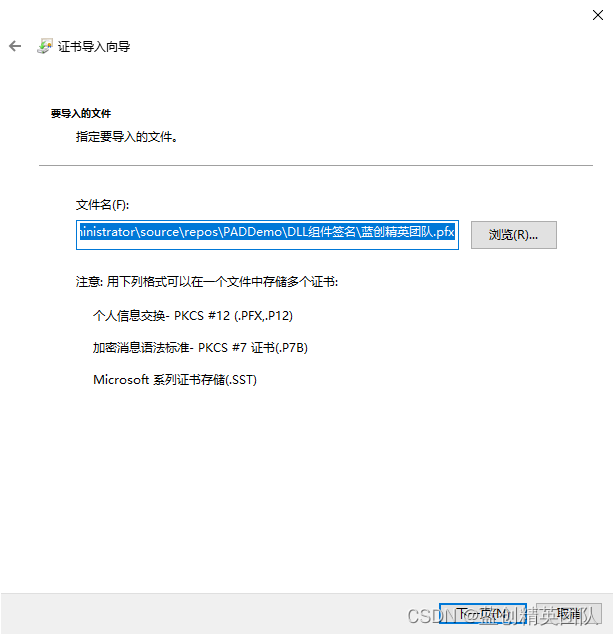 证书导入向导
要导入的文件
指定要导入的文件。
文件名(F):
inistrator\source\repos\PADDemo\DLL组件签名\蓝创精英团队.pfx
浏览(R)...
注意: 用下列格式可以在一个文件中存储多个证书:
个人信息交换- PKCS #12 (.PFX,.P12)
加密消息语法标准- PKCS #7 证书(.P7B)
Microsoft 系列证书存储(.SST)
下一页(N)
取消
CSDN @蓝创精英团队